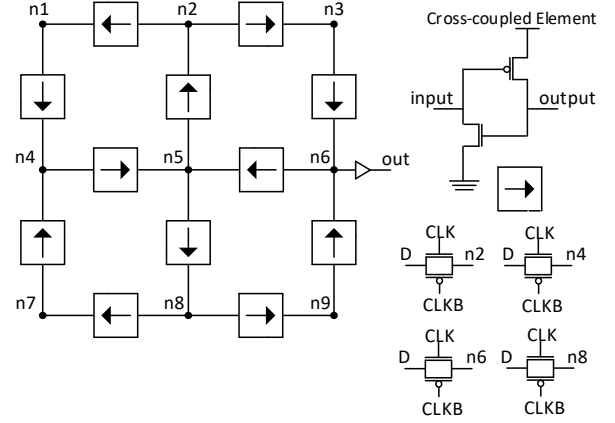 n1 n2 n3
Cross-coupled Element
input output
n4 n5 n6
out
CLK CLK
D n2 D n4
CLKB CLKB
n7 n8 n9
CLK CLK
D n6 D n8
CLKB CLKB